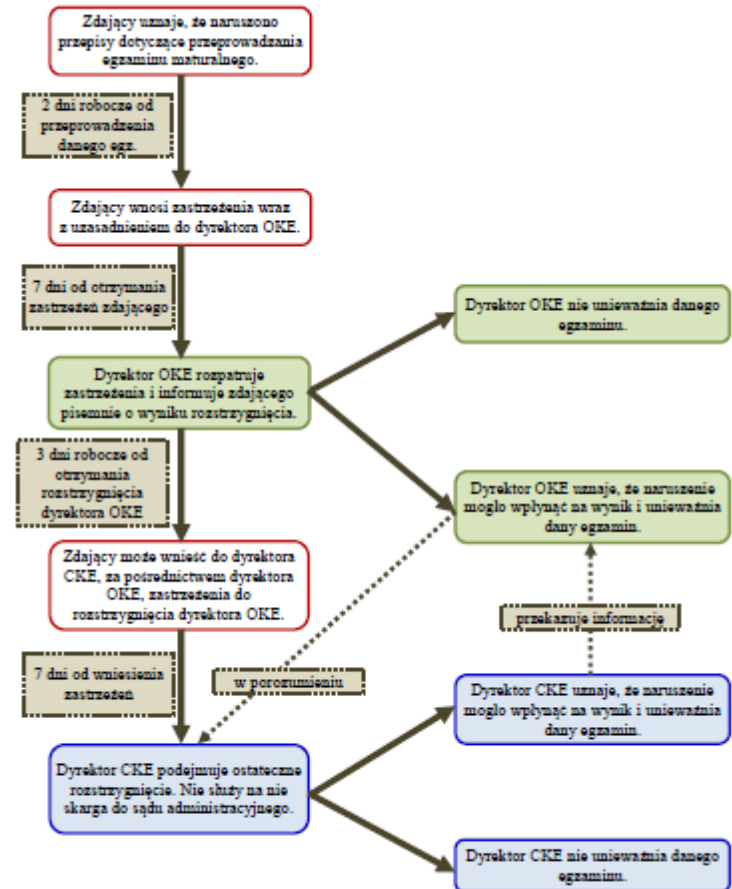 Zdający uznaje, że naruszono
przepisy dotyczące przeprowadzania
egzaminu maturalnego.
2 dni robocze od
przeprowadzenia
danego egz.
Zdający wnosi zastrzeżenia wraz
z uzasadnieniem do dyrektora OKE.
7 dni od otrzymania
zastrzeżeń zdającego
Dyrektor OKE nie unieważnia danego
egzaminu.
Dyrektor OKE rozpatruje
zastrzeżenia i informuje zdającego
pisemnie o wyniku rozstrzygnięcia.
3 dni robocze od
otrzymania
rozstrzygnięcia
dyrektora OKE
Dyrektor OKE uznaje, że naruszenie
mogło wpłynąć na wynik i unieważnia
dany egzamin.
Zdający może wnieść do dyrektora
CKE, za pośrednictwem dyrektora
OKE, zastrzeżenia do
rozstrzygnięcia dyrektora OKE.
przekazuje informację
7 dni od wniesienia
zastrzeżeń
w porozumieniu
Dyrektor CKE uznaje, że naruszenie
mogło wpłynąć na wynik i unieważnia
dany egzamin.
Dyrektor CKE podejmuje ostateczne
rozstrzygnięcie. Nie służy na nie
skarga do sądu administracyjnego.
Dyrektor CKE nie unieważnia danego
egzaminu.